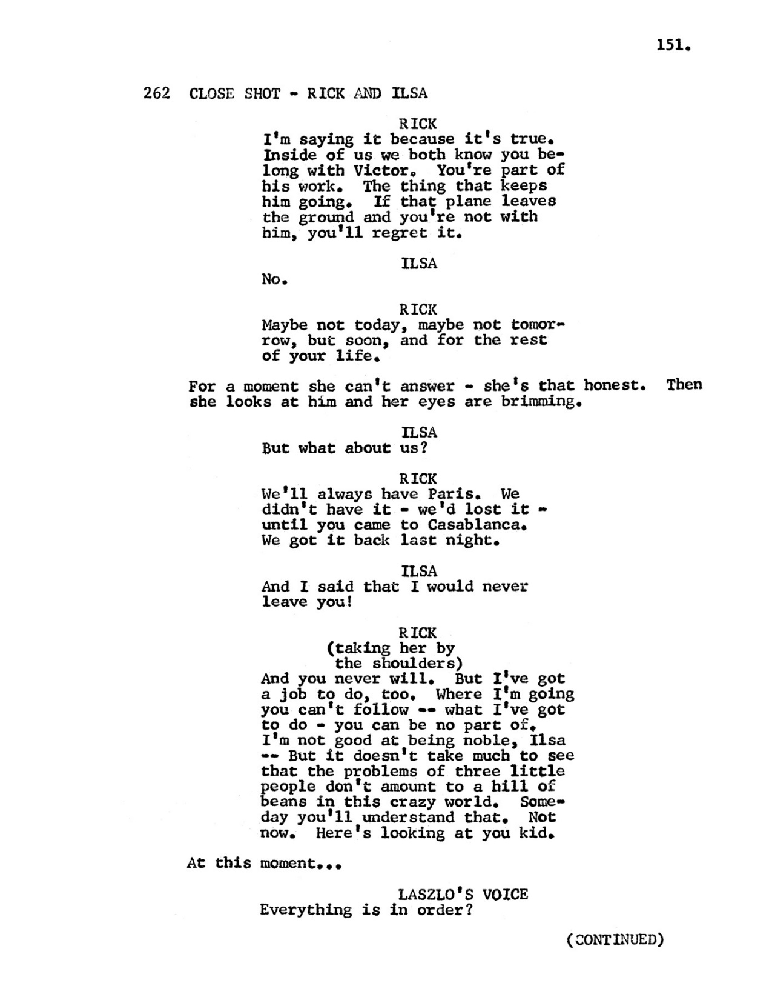 151.
262 CLOSE SHOT - RICK AND ILSA
RICK
I'm saying it because it's true.
Inside of us we both know you be-
long with Victor. You're part of
his work. The thing that keeps
him going. If that plane leaves
the ground and you're not with
him, you'll regret it.
ILSA
No.
RICK
Maybe not today, maybe not tomor-
row, but soon, and for the rest
of your life.
For a moment she can't answer - she's that honest. Then
she looks at him and her eyes are brimming.
ILSA
But what about us?
RICK
We'll always have Paris. We
didn't have it - we'd lost it -
until you came to Casablanca.
We got it back last night.
ILSA
And I said that I would never
leave you!
RICK
(taking her by
the shoulders)
And you never will. But I've got
a job to do, too. Where I'm going
you can't follow -- what I've got
to do - you can be no part of.
I'm not good at being noble, Ilsa
-- But it doesn't take much to see
that the problems of three little
people don't amount to a hill of
beans in this crazy world. Some-
day you'll understand that. Not
now. Here's looking at you kid.
At this moment...
LASZLO'S VOICE
Everything is in order?
(CONTINUED)